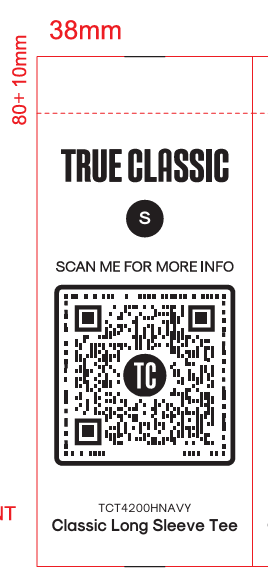 38mm
80+ 10mm
TRUE CLASSIC
S
SCAN ME FOR MORE INFO
TC
TCT4200HNAVY
Classic Long Sleeve Tee
NT